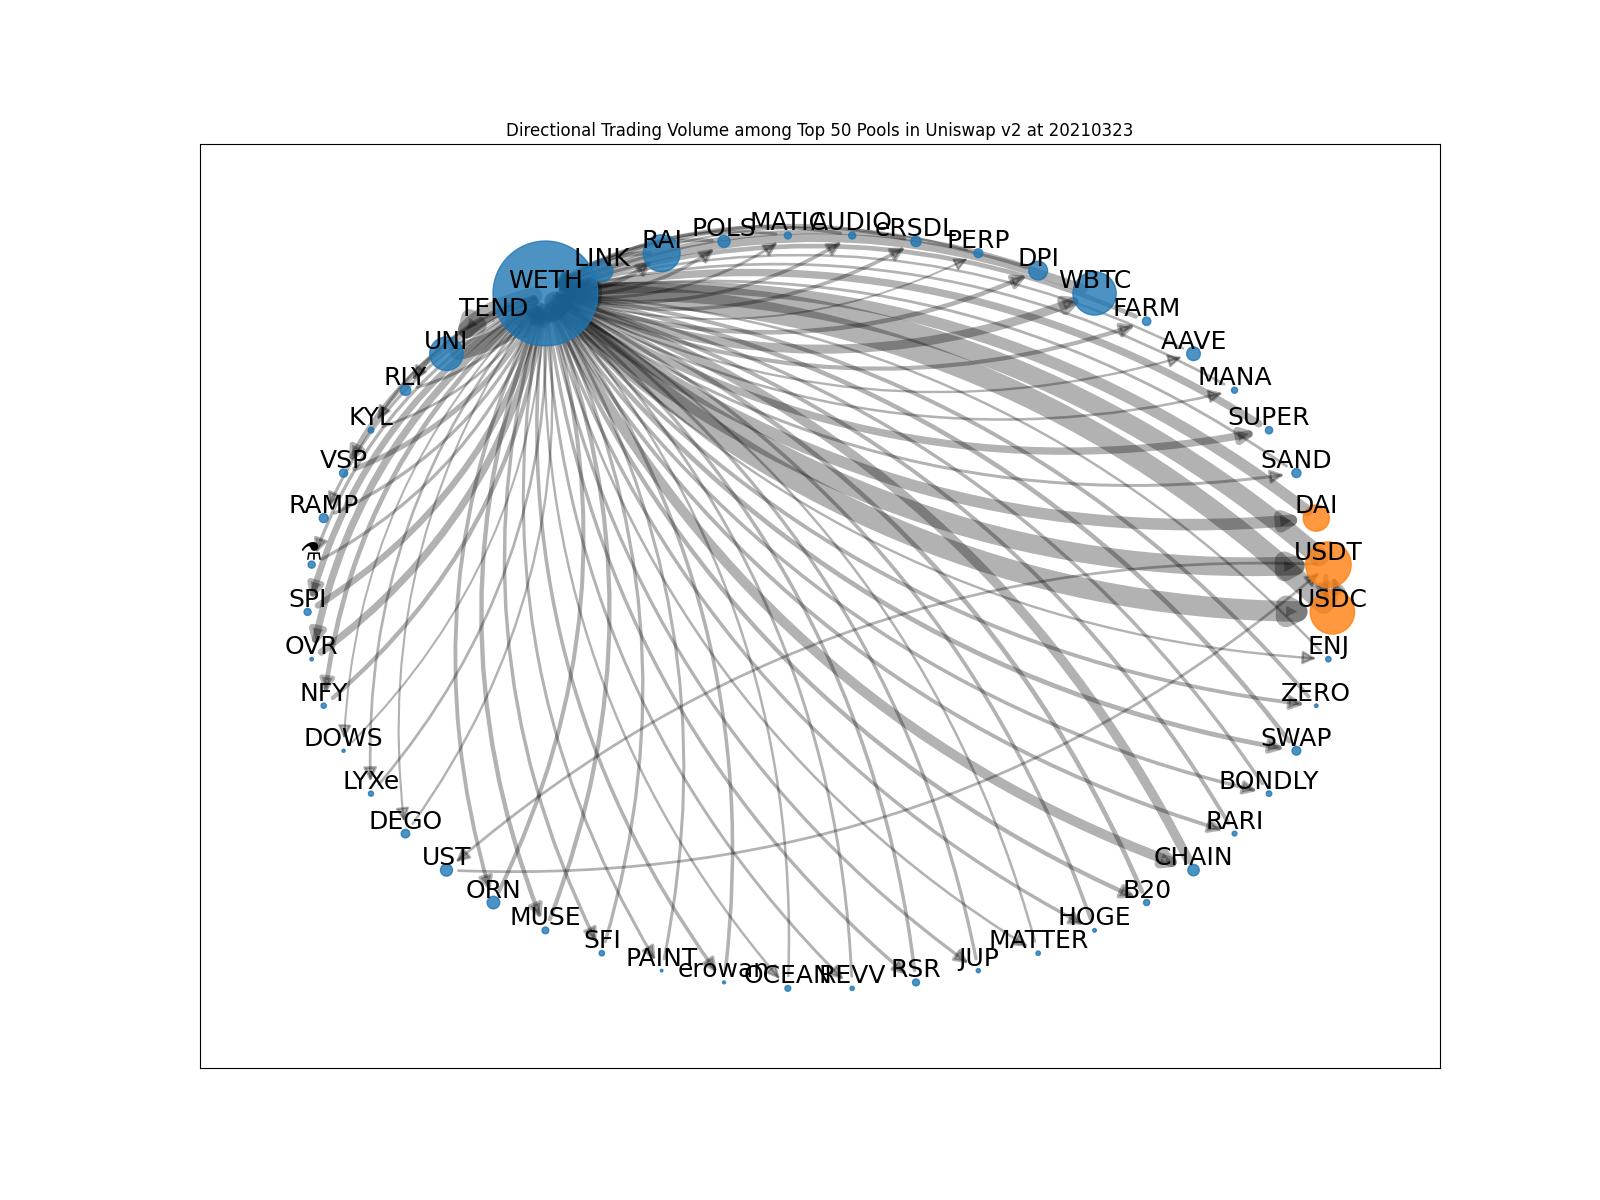 Directional Trading Volume among Top 50 Pools in Uniswap v2 at 20210323
POLS
MATIC
AUDIO
cRSDL
PERP
RAI
LINK
DPI
WETH
WBTC
TEND
FARM
UNI
AAVE
RLY
MANA
KYL
SUPER
VSP
SAND
RAMP
DAI
⚗
USDT
SPI
USDC
OVR
ENJ
NFY
ZERO
DOWS
SWAP
LYXe
BONDLY
DEGO
RARI
UST
CHAIN
ORN
B20
MUSE
HOGE
SFI
MATTER
PAINT
JUP
erowan
OCEAN
REVV
RSR